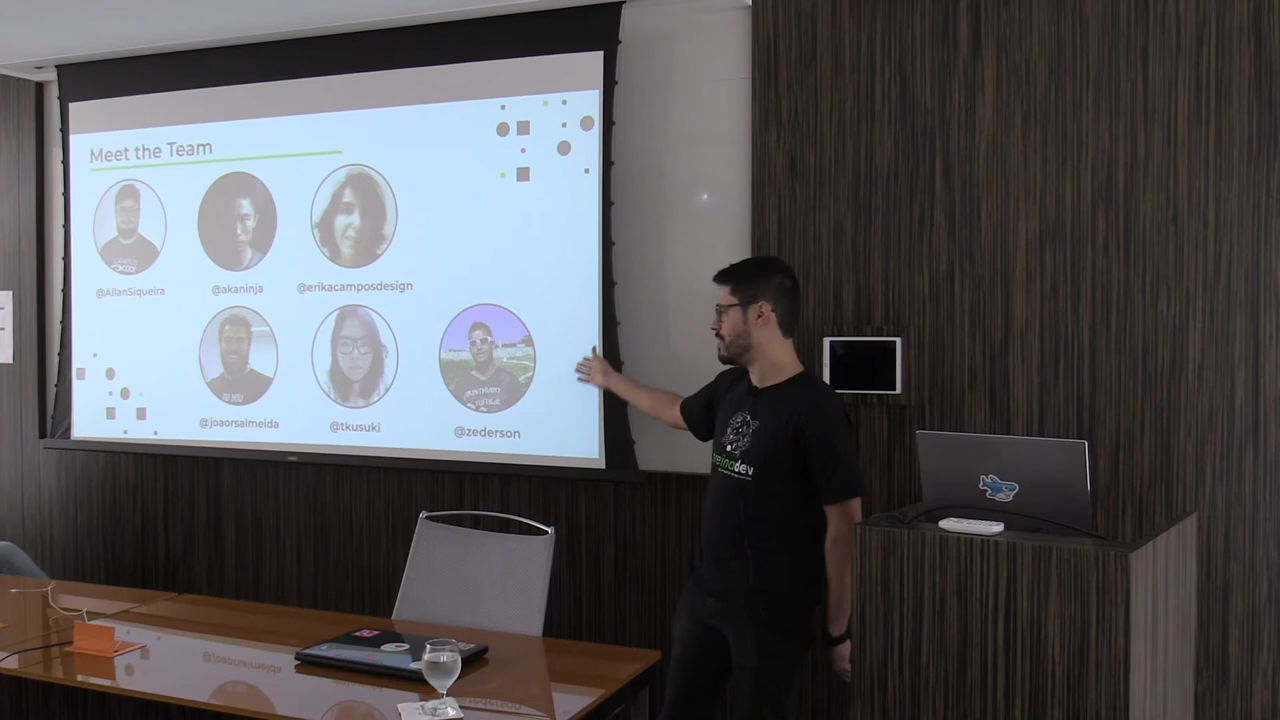 Meet the Team
@AllanSiqueira
@akaninja
@erikacamposdesign
@joaorsalmeida
@tkusuki
@zederson